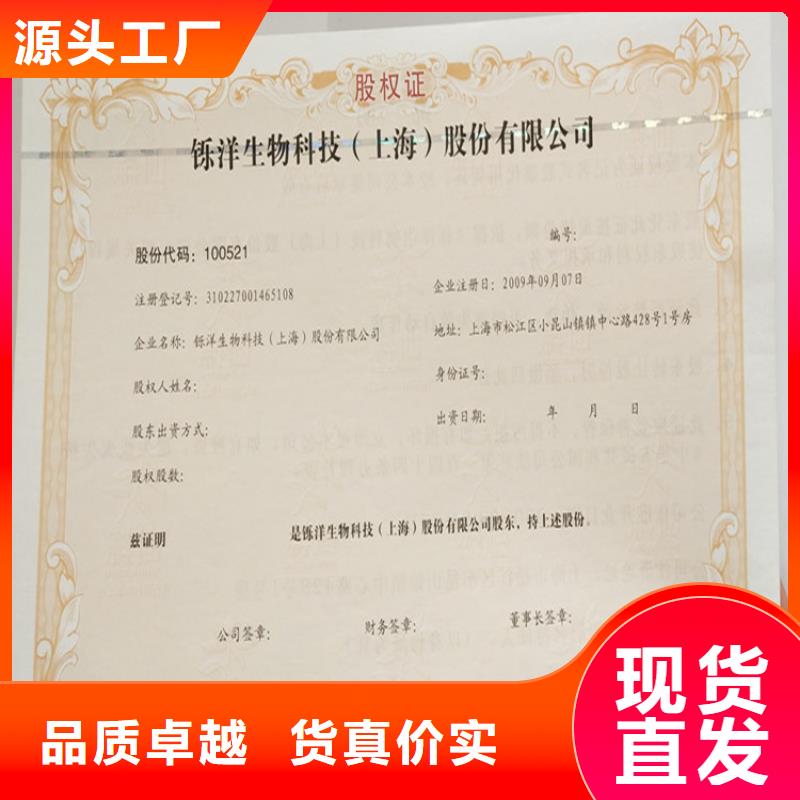 源头工厂
股权证
铄洋生物科技（上海）股份有限公司
编号：
股份代码：100521
企业注册日：2009年09月07日
注册登记号：310227001465108
地址：上海市松江区小昆山镇镇中心路428号1号房
企业名称：铄洋生物科技（上海）股份有限公司
身份证号：
股权人姓名：
出资日期： 年 月 日
股东出资方式：
股权股数：
兹证明 是铄洋生物科技（上海）股份有限公司股东，持上述股份。
公司签章： 财务签章： 董事长签章：
品质卓越 货真价实
现货
直发